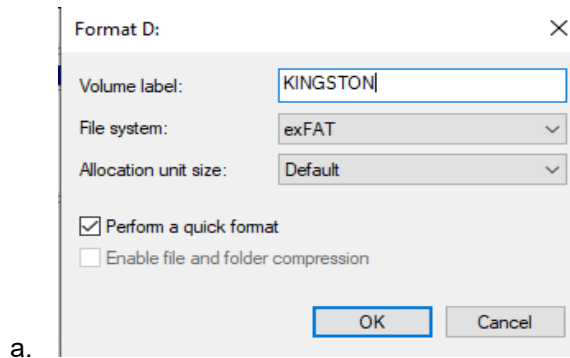 Format D:
Volume label: KINGSTON
File system: exFAT
Allocation unit size: Default
Perform a quick format
Enable file and folder compression
OK Cancel
a.